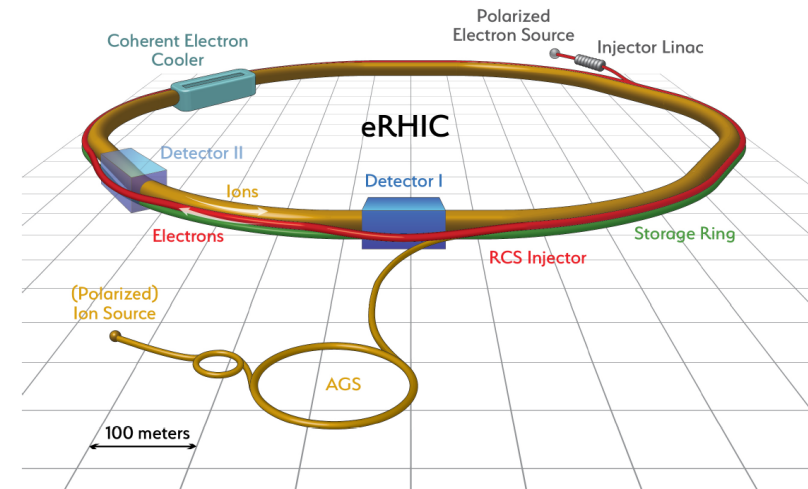 Polarized
Electron Source
Injector Linac
Coherent Electron
Cooler
eRHIC
Detector II
Detector I
Ions
Electrons
Storage Ring
RCS Injector
(Polarized)
Ion Source
AGS
100 meters